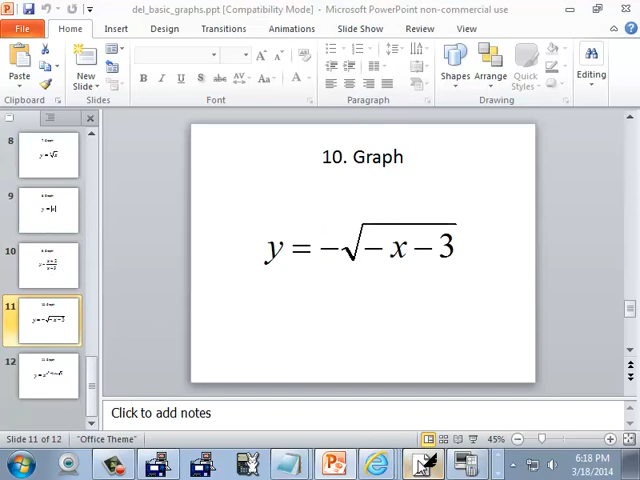 del_basic_graphs.ppt [Compatibility Mode] - Microsoft PowerPoint non-commercial use
File Home Insert Design Transitions Animations Slide Show Review View
Paste New Slide Shapes Arrange Quick Styles Editing
B I U S abc AV Aa A
Clipboard Slides Font Paragraph Drawing
8
9
10
11
12
10. Graph
y = −√−x − 3
Click to add notes
Slide 11 of 12 "Office Theme" 45%
6:18 PM
3/18/2014